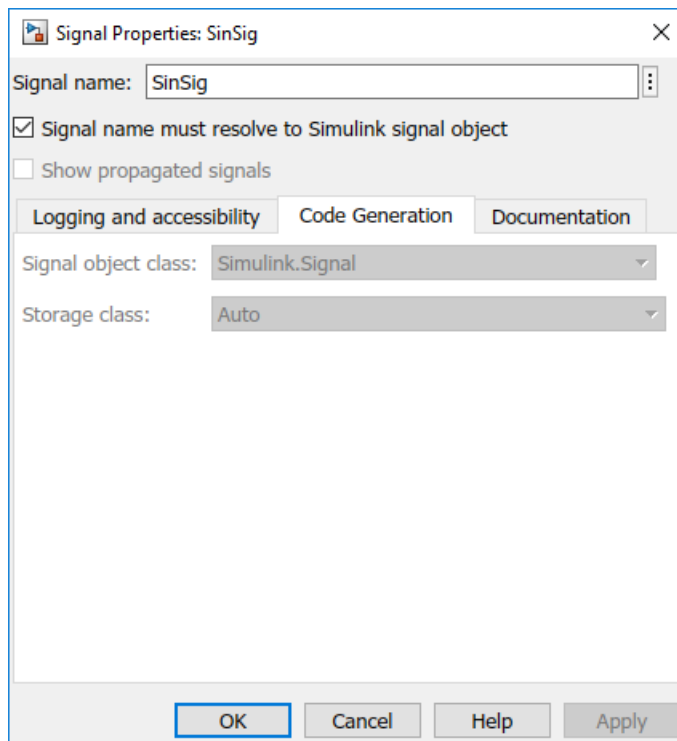 Signal Properties: SinSig
Signal name: SinSig
Signal name must resolve to Simulink signal object
Show propagated signals
Logging and accessibility Code Generation Documentation
Signal object class: Simulink.Signal
Storage class: Auto
OK Cancel Help Apply